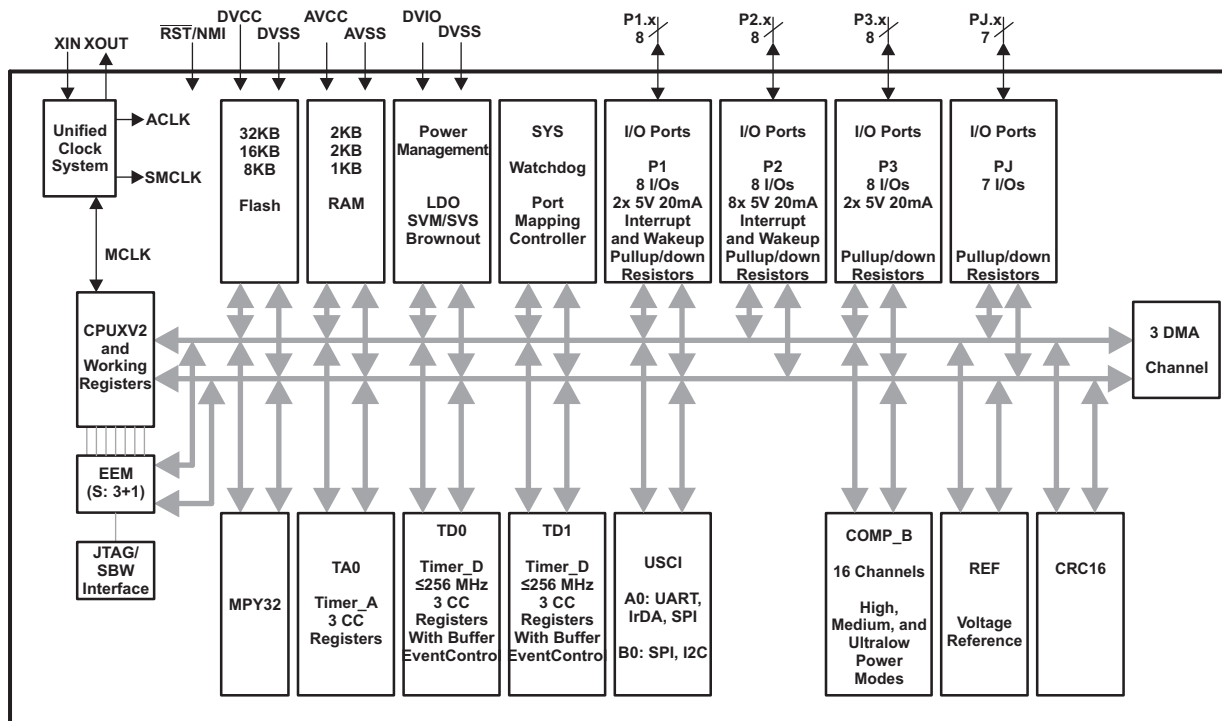 XIN XOUT
RST/NMI
DVCC
DVSS
AVCC
AVSS
DVIO
DVSS
P1.x
8
P2.x
8
P3.x
8
PJ.x
7
Unified
Clock
System
ACLK
SMCLK
MCLK
32KB
16KB
8KB
Flash
2KB
2KB
1KB
RAM
Power
Management
LDO
SVM/SVS
Brownout
SYS
Watchdog
Port
Mapping
Controller
I/O Ports
P1
8 I/Os
2x 5V 20mA
Interrupt
and Wakeup
Pullup/down
Resistors
I/O Ports
P2
8 I/Os
8x 5V 20mA
Interrupt
and Wakeup
Pullup/down
Resistors
I/O Ports
P3
8 I/Os
2x 5V 20mA
Pullup/down
Resistors
I/O Ports
PJ
7 I/Os
Pullup/down
Resistors
CPUXV2
and
Working
Registers
3 DMA
Channel
EEM
(S: 3+1)
JTAG/
SBW
Interface
MPY32
TA0
Timer_A
3 CC
Registers
TD0
Timer_D
≤256 MHz
3 CC
Registers
With Buffer
EventControl
TD1
Timer_D
≤256 MHz
3 CC
Registers
With Buffer
EventControl
USCI
A0: UART,
IrDA, SPI
B0: SPI, I2C
COMP_B
16 Channels
High,
Medium, and
Ultralow
Power
Modes
REF
Voltage
Reference
CRC16